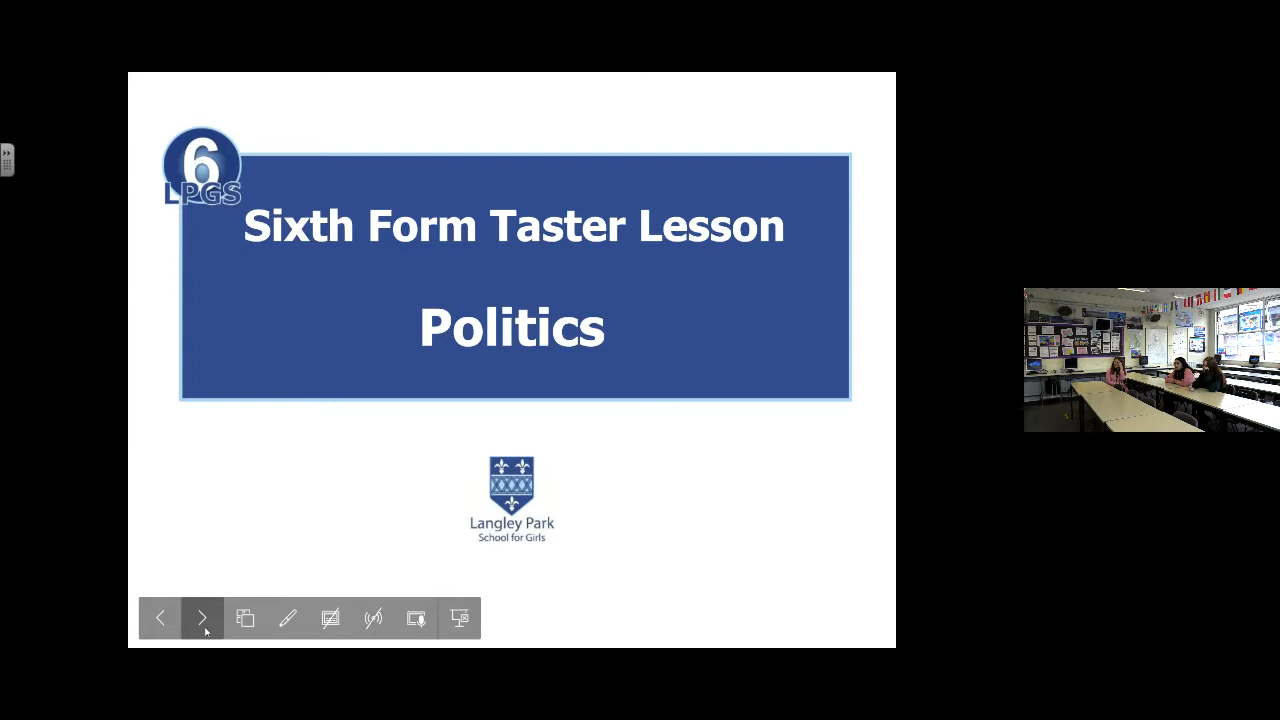 6
LPGS
Sixth Form Taster Lesson
Politics
Langley Park
School for Girls